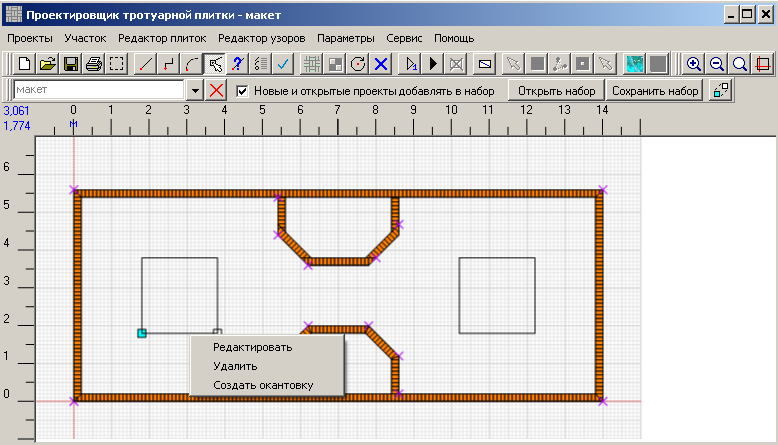 Проектировщик тротуарной плитки - макет
Проекты Участок Редактор плиток Редактор узоров Параметры Сервис Помощь
макет Новые и открытые проекты добавлять в набор Открыть набор Сохранить набор
3,061 0 1 2 3 4 5 6 7 8 9 10 11 12 13 14
1,774 м
6
5
4
3
2
1
0
Редактировать
Удалить
Создать окантовку